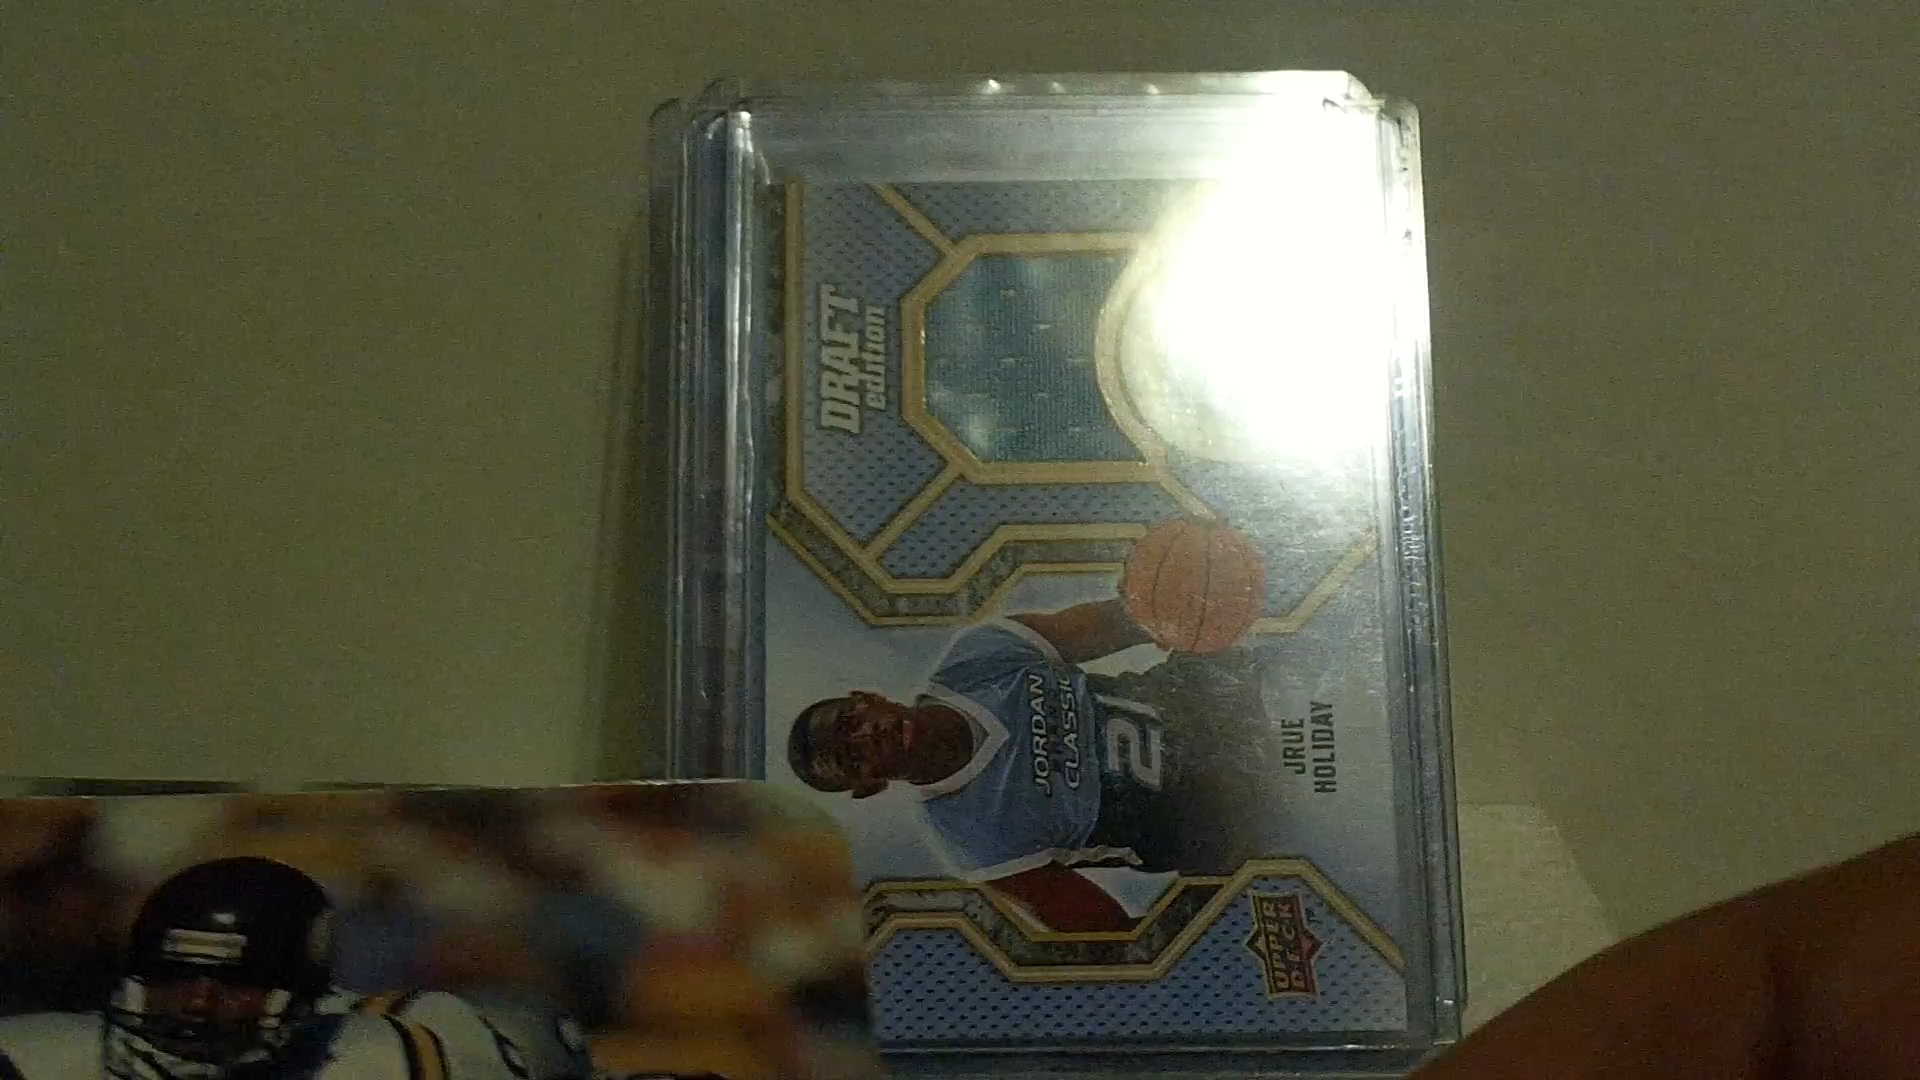 DRAFT
edition
JORDAN
CLASSIC
21
JRUE
HOLIDAY
UPPER
DECK